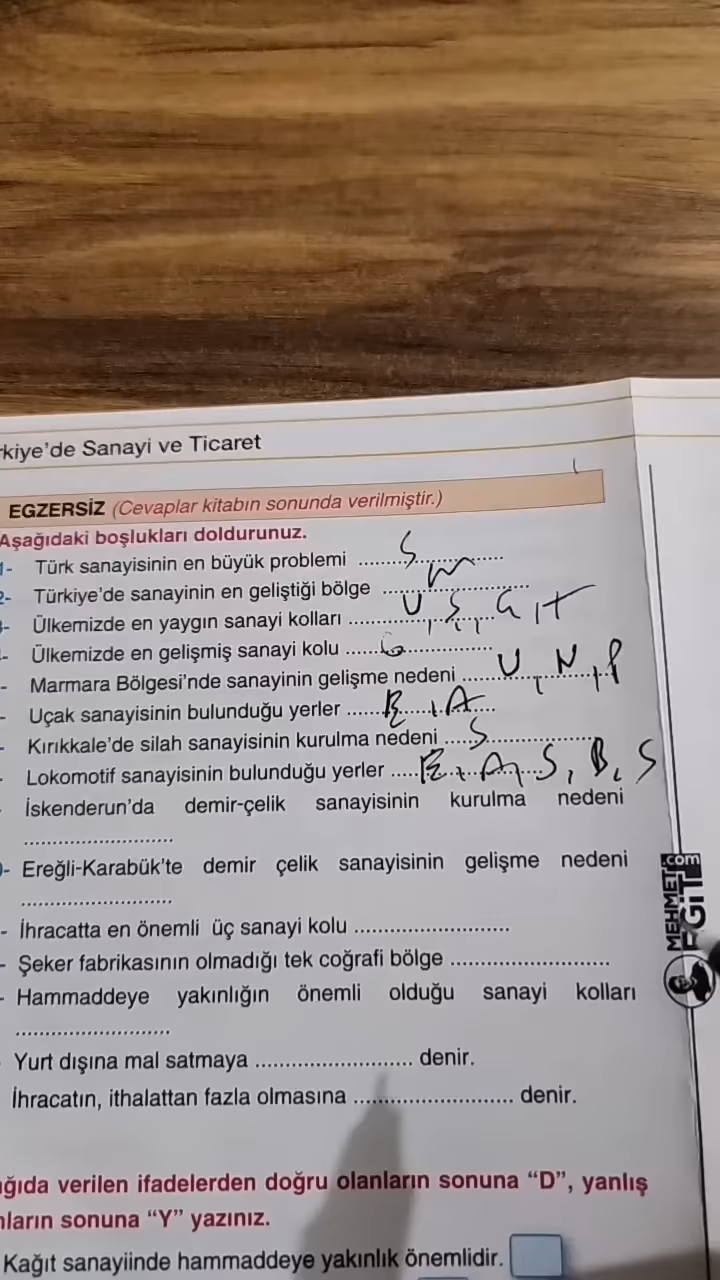 rkiye'de Sanayi ve Ticaret
EGZERSİZ (Cevaplar kitabın sonunda verilmiştir.)
Aşağıdaki boşlukları doldurunuz.
1- Türk sanayisinin en büyük problemi ........S...............
2- Türkiye'de sanayinin en geliştiği bölge ........m...............
3- Ülkemizde en yaygın sanayi kolları ........U, S, G, T
- Ülkemizde en gelişmiş sanayi kolu ......G................
- Marmara Bölgesi'nde sanayinin gelişme nedeni ......U, N, P
- Uçak sanayisinin bulunduğu yerler ......E, A...
- Kırıkkale'de silah sanayisinin kurulma nedeni .....S...................
- Lokomotif sanayisinin bulunduğu yerler .....E, A, S, B, S
- İskenderun'da demir-çelik sanayisinin kurulma nedeni
.........................
- Ereğli-Karabük'te demir çelik sanayisinin gelişme nedeni
.........................
- İhracatta en önemli üç sanayi kolu ..........................
- Şeker fabrikasının olmadığı tek coğrafi bölge ..........................
- Hammaddeye yakınlığın önemli olduğu sanayi kolları
..........................
Yurt dışına mal satmaya .......................... denir.
İhracatın, ithalattan fazla olmasına .......................... denir.
ağıda verilen ifadelerden doğru olanların sonuna “D”, yanlış
nların sonuna “Y” yazınız.
Kağıt sanayiinde hammaddeye yakınlık önemlidir.
MEHMET EĞİT .com